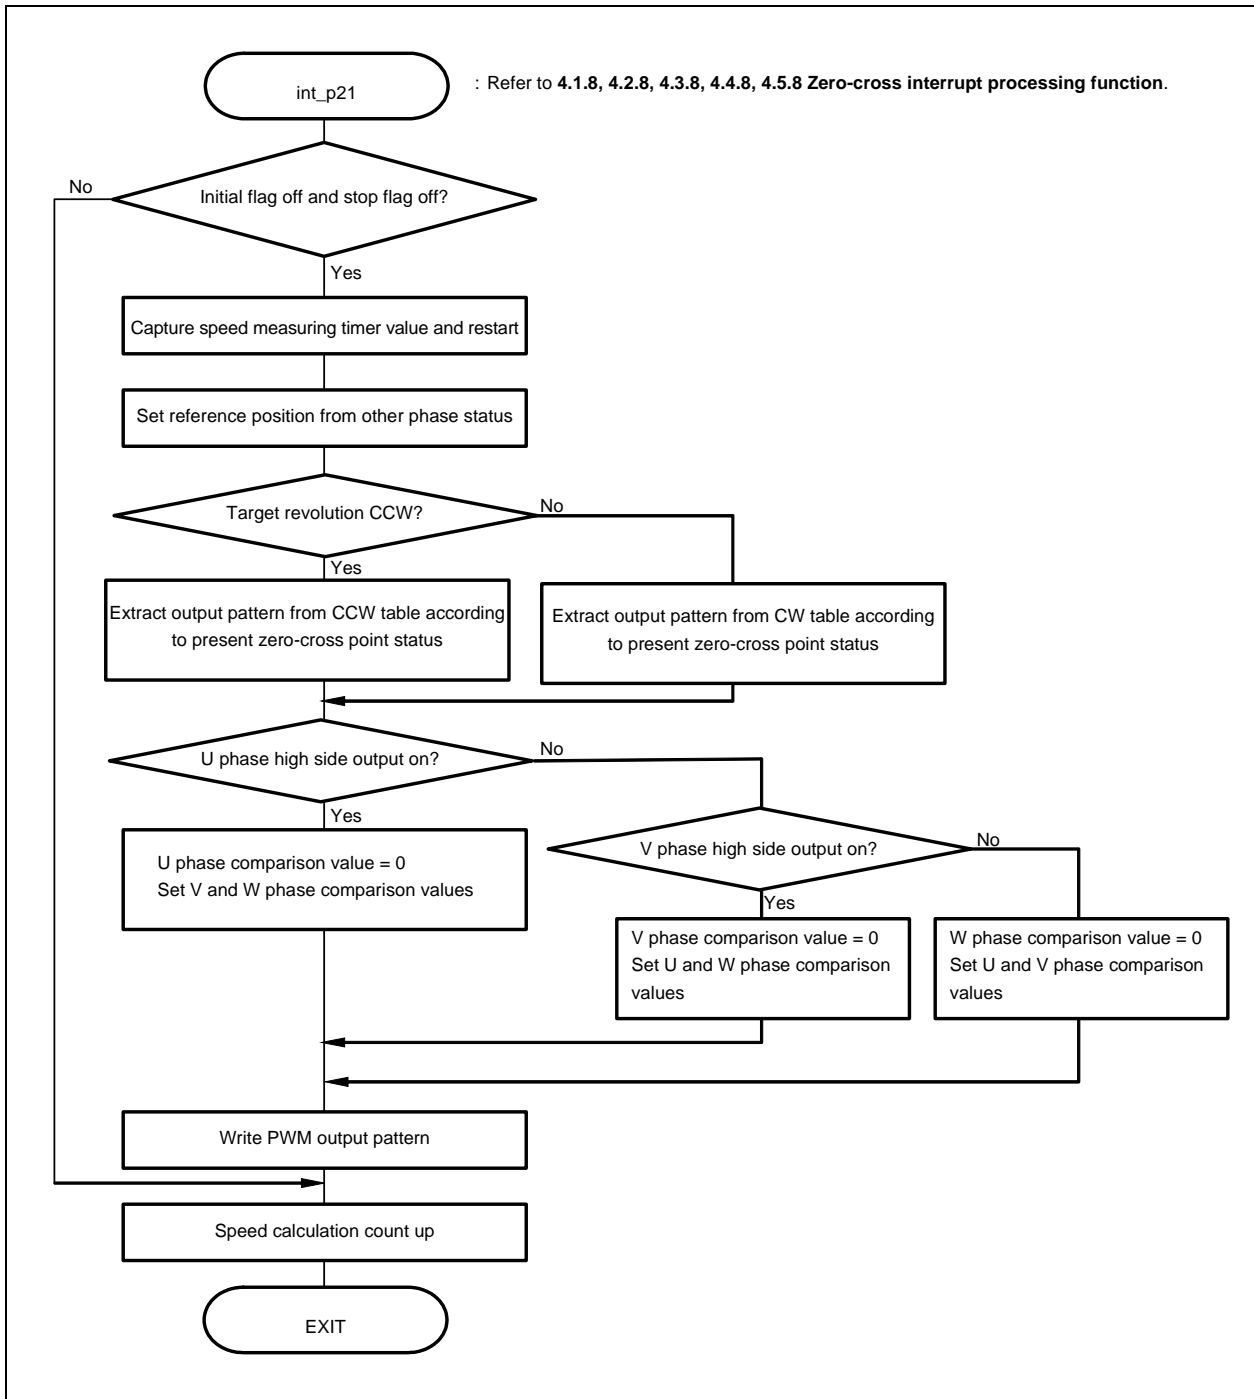 int_p21
: Refer to 4.1.8, 4.2.8, 4.3.8, 4.4.8, 4.5.8 Zero-cross interrupt processing function.
No
Initial flag off and stop flag off?
Yes
Capture speed measuring timer value and restart
Set reference position from other phase status
Target revolution CCW?
No
Yes
Extract output pattern from CCW table according
to present zero-cross point status
Extract output pattern from CW table according
to present zero-cross point status
U phase high side output on?
No
Yes
U phase comparison value = 0
Set V and W phase comparison values
V phase high side output on?
No
Yes
V phase comparison value = 0
Set U and W phase comparison
values
W phase comparison value = 0
Set U and V phase comparison
values
Write PWM output pattern
Speed calculation count up
EXIT